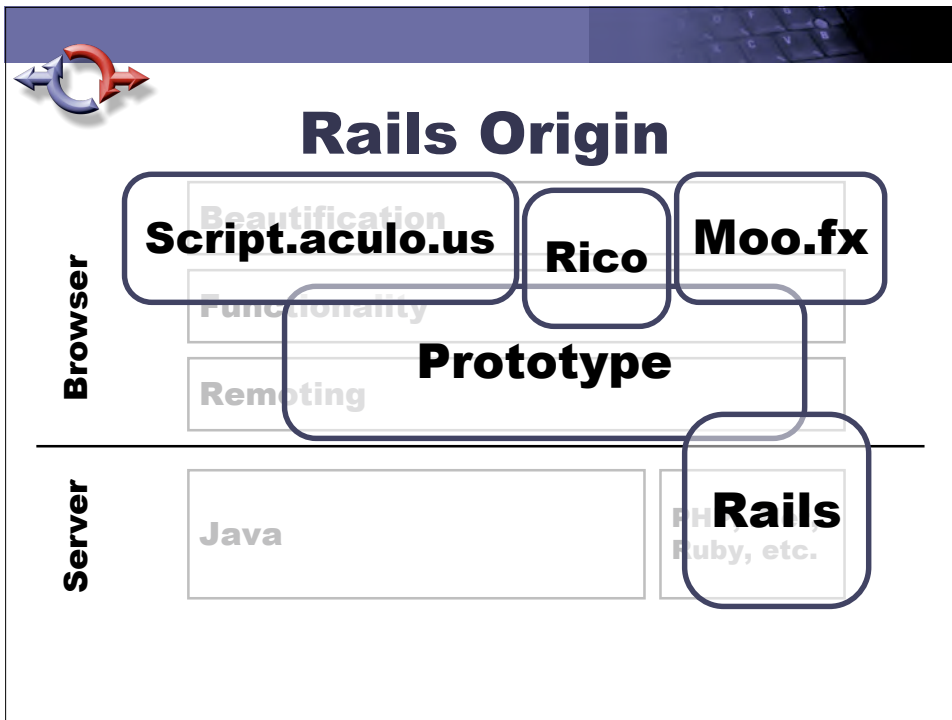 Rails Origin
Browser
Beautification
Script.aculo.us
Rico
Moo.fx
Functionality
Prototype
Remoting
Server
Java
Rails
Ruby, etc.